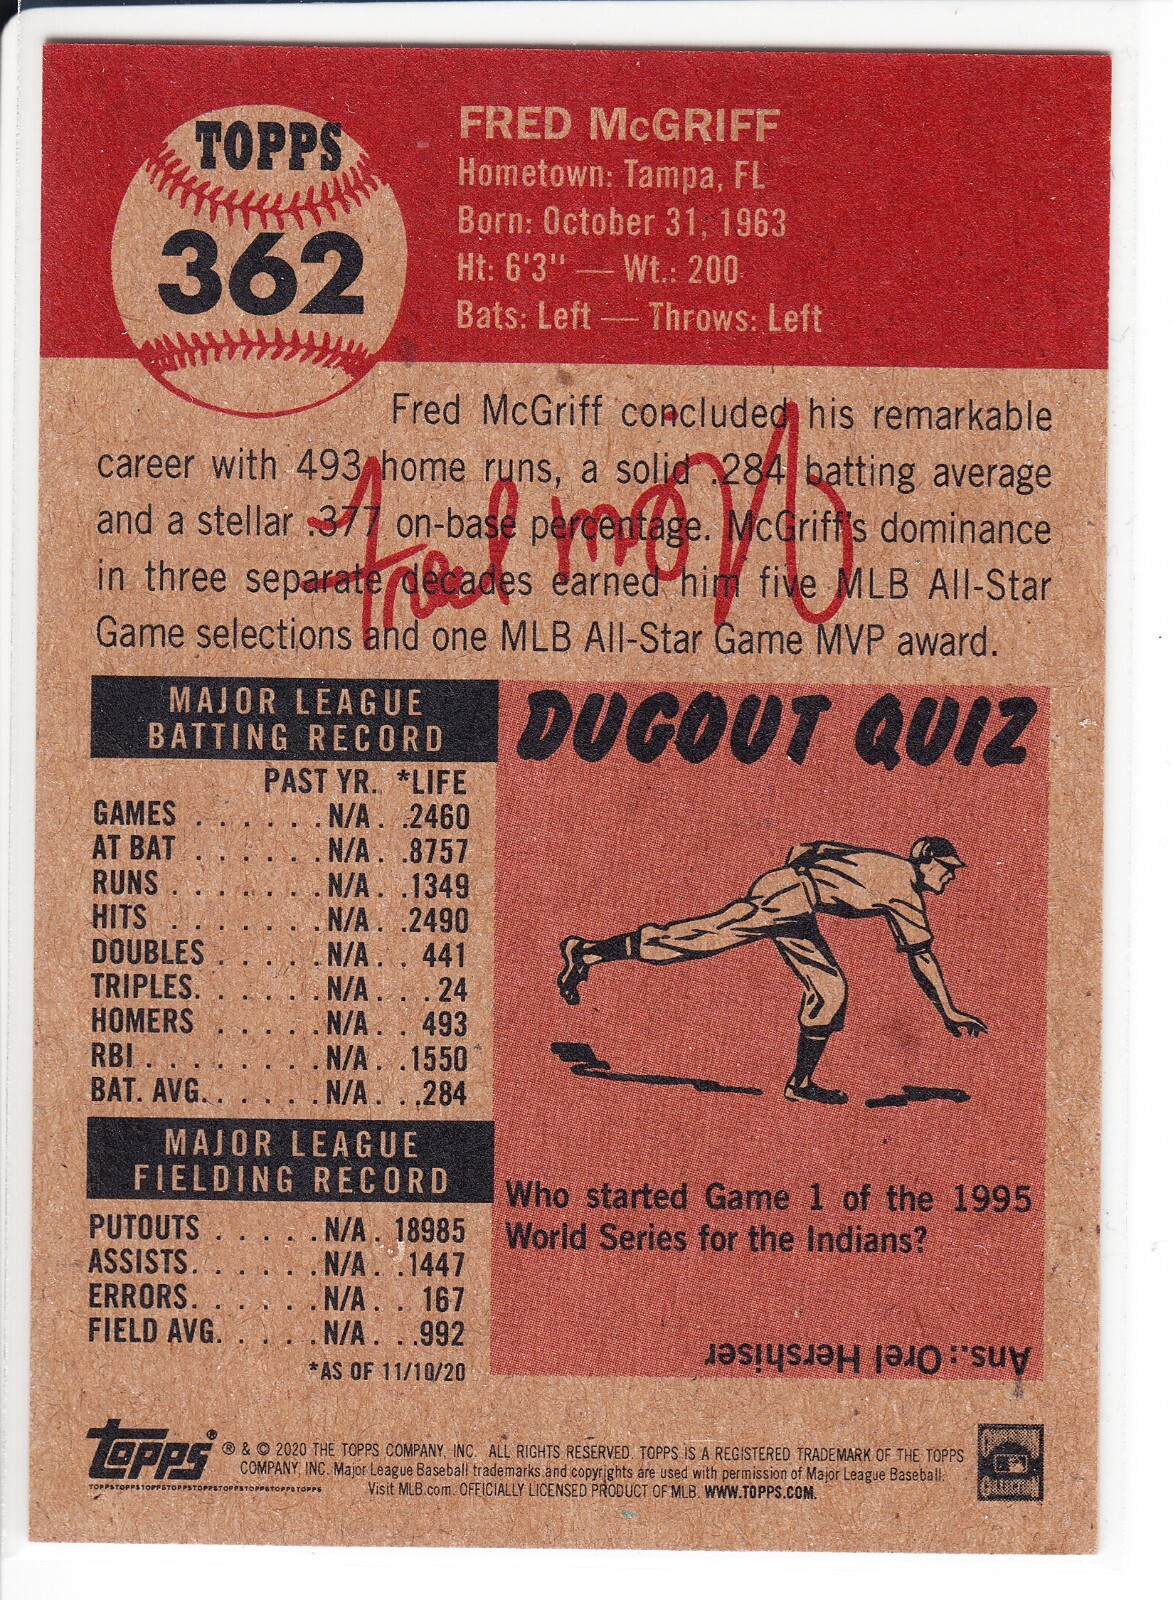 TOPPS
362
FRED McGRIFF
Hometown: Tampa, FL
Born: October 31, 1963
Ht: 6'3" — Wt.: 200
Bats: Left — Throws: Left
Fred McGriff concluded his remarkable
career with 493 home runs, a solid .284 batting average
and a stellar .377 on-base percentage. McGriff's dominance
in three separate decades earned him five MLB All-Star
Game selections and one MLB All-Star Game MVP award.
Fred McGriff
MAJOR LEAGUE
BATTING RECORD
PAST YR. *LIFE
GAMES . . . . . . N/A . . .2460
AT BAT . . . . . . N/A . . .8757
RUNS . . . . . . . N/A . . .1349
HITS . . . . . . . N/A . . .2490
DOUBLES . . . . . N/A . . 441
TRIPLES. . . . . . N/A . . . 24
HOMERS . . . . . N/A . . 493
RBI . . . . . . . . N/A . . .1550
BAT. AVG. . . . . . N/A . . .284
MAJOR LEAGUE
FIELDING RECORD
PUTOUTS . . . . . N/A . 18985
ASSISTS. . . . . . N/A . . .1447
ERRORS. . . . . . N/A . . 167
FIELD AVG. . . . . N/A . . .992
*AS OF 11/10/20
DUGOUT QUIZ
Who started Game 1 of the 1995
World Series for the Indians?
Ans.: Orel Hershiser
topps®
TOPPSTOPPSTOPPSTOPPSTOPPSTOPPSTOPPSTOPPSTOPPS
® & © 2020 THE TOPPS COMPANY, INC. ALL RIGHTS RESERVED. TOPPS IS A REGISTERED TRADEMARK OF THE TOPPS
COMPANY, INC. Major League Baseball trademarks and copyrights are used with permission of Major League Baseball.
Visit MLB.com. OFFICIALLY LICENSED PRODUCT OF MLB. WWW.TOPPS.COM.